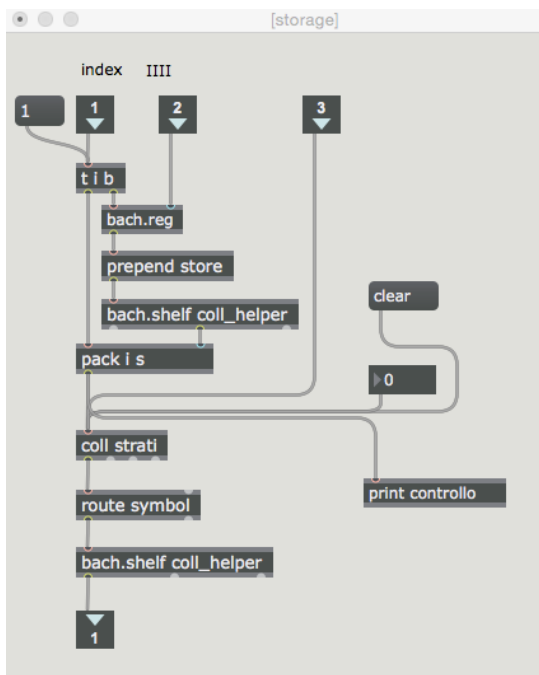 [storage]
index IIII
1 1 2 3
t i b
bach.reg
prepend store
bach.shelf coll_helper
clear
pack i s
0
coll strati
print controllo
route symbol
bach.shelf coll_helper
1